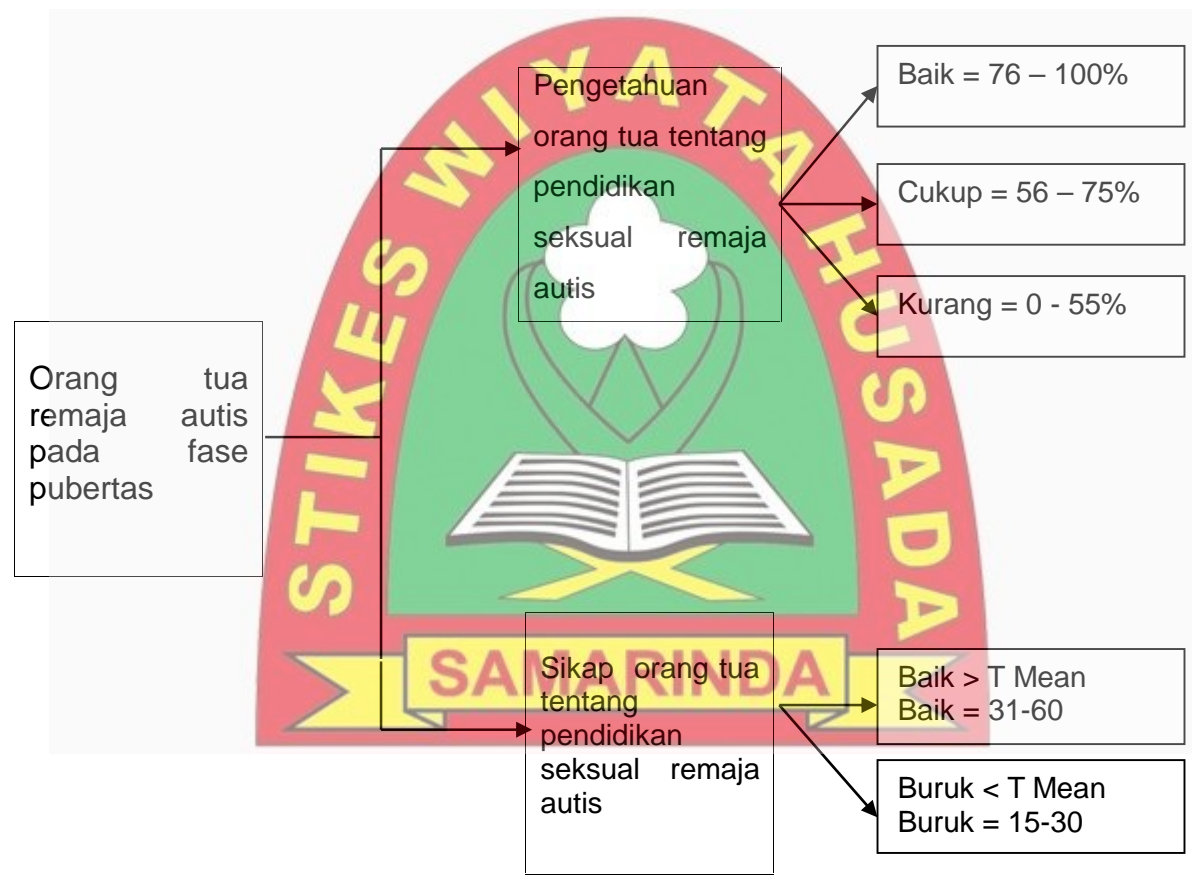 STIKES WIYATA HUSADA
SAMARINDA
Orang tua
remaja autis
pada fase
pubertas
Pengetahuan
orang tua tentang
pendidikan
seksual remaja
autis
Baik = 76 – 100%
Cukup = 56 – 75%
Kurang = 0 - 55%
Sikap orang tua
tentang
pendidikan
seksual remaja
autis
Baik > T Mean
Baik = 31-60
Buruk < T Mean
Buruk = 15-30